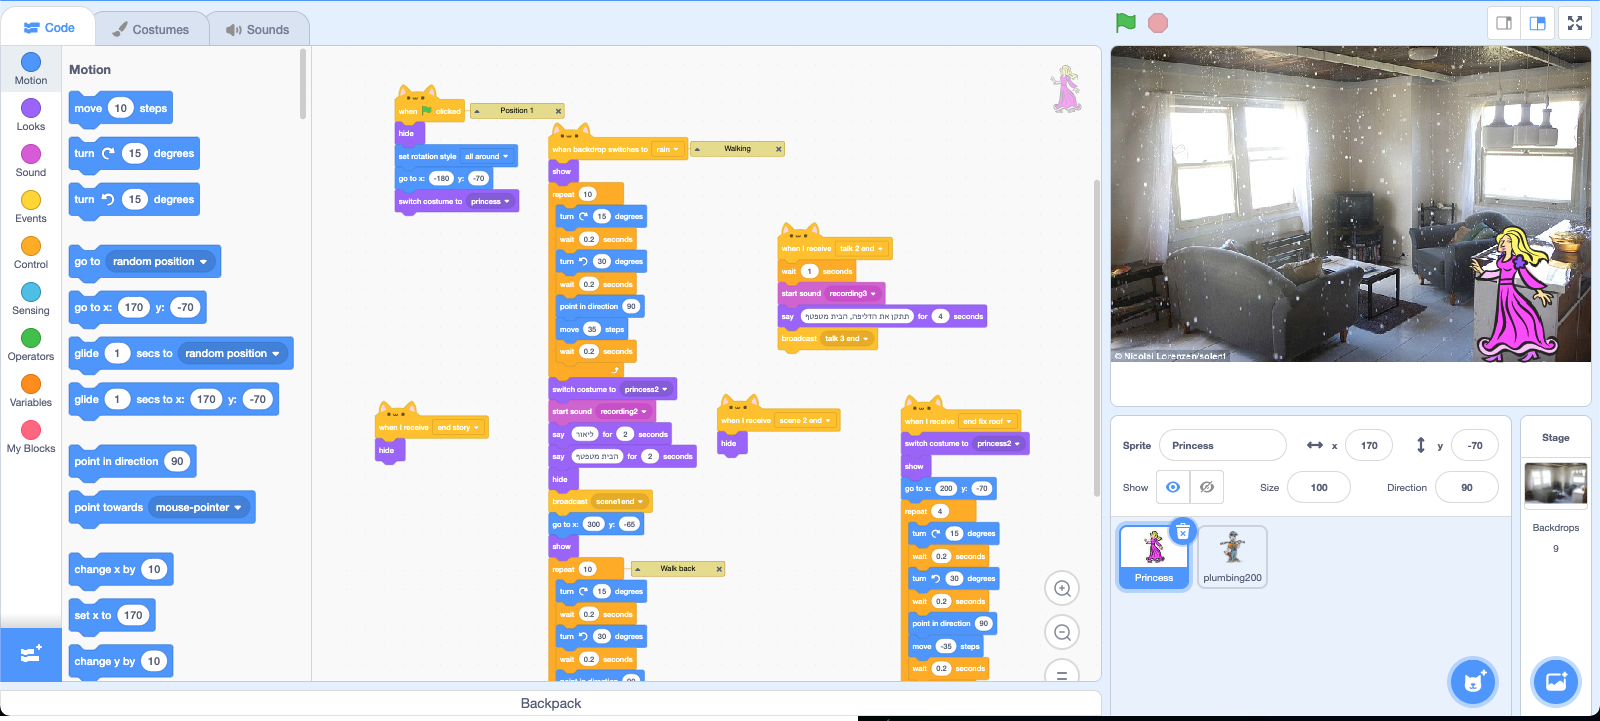 Code
Costumes
Sounds
Motion
Looks
Sound
Events
Control
Sensing
Operators
Variables
My Blocks
Motion
move 10 steps
turn 15 degrees
turn 15 degrees
go to random position
go to x: 170 y: -70
glide 1 secs to random position
glide 1 secs to x: 170 y: -70
point in direction 90
point towards mouse-pointer
change x by 10
set x to 170
change y by 10
when clicked
Position 1
hide
set rotation style all around
go to x: -180 y: -70
switch costume to princess
when backdrop switches to rain
Walking
show
repeat 10
turn 15 degrees
wait 0.2 seconds
turn 30 degrees
wait 0.2 seconds
point in direction 90
move 35 steps
wait 0.2 seconds
switch costume to princess2
start sound recording2
say ליאור for 2 seconds
say הבית מטפטף for 2 seconds
hide
broadcast scene1end
go to x: 300 y: -65
show
repeat 10
Walk back
turn 15 degrees
wait 0.2 seconds
turn 30 degrees
wait 0.2 seconds
point in direction 90
when I receive talk 2 end
wait 1 seconds
start sound recording3
say תתקן את הדליפה, הבית מטפטף for 4 seconds
broadcast talk 3 end
when I receive end story
hide
when I receive scene 2 end
hide
when I receive end fix roof
switch costume to princess2
show
go to x: 200 y: -70
repeat 4
turn 15 degrees
wait 0.2 seconds
turn 30 degrees
wait 0.2 seconds
point in direction 90
move -35 steps
wait 0.2 seconds
Backpack
© Nicolai Lorenzen/solent
Sprite Princess x 170 y -70
Show Size 100 Direction 90
Princess
plumbing200
Stage
Backdrops
9